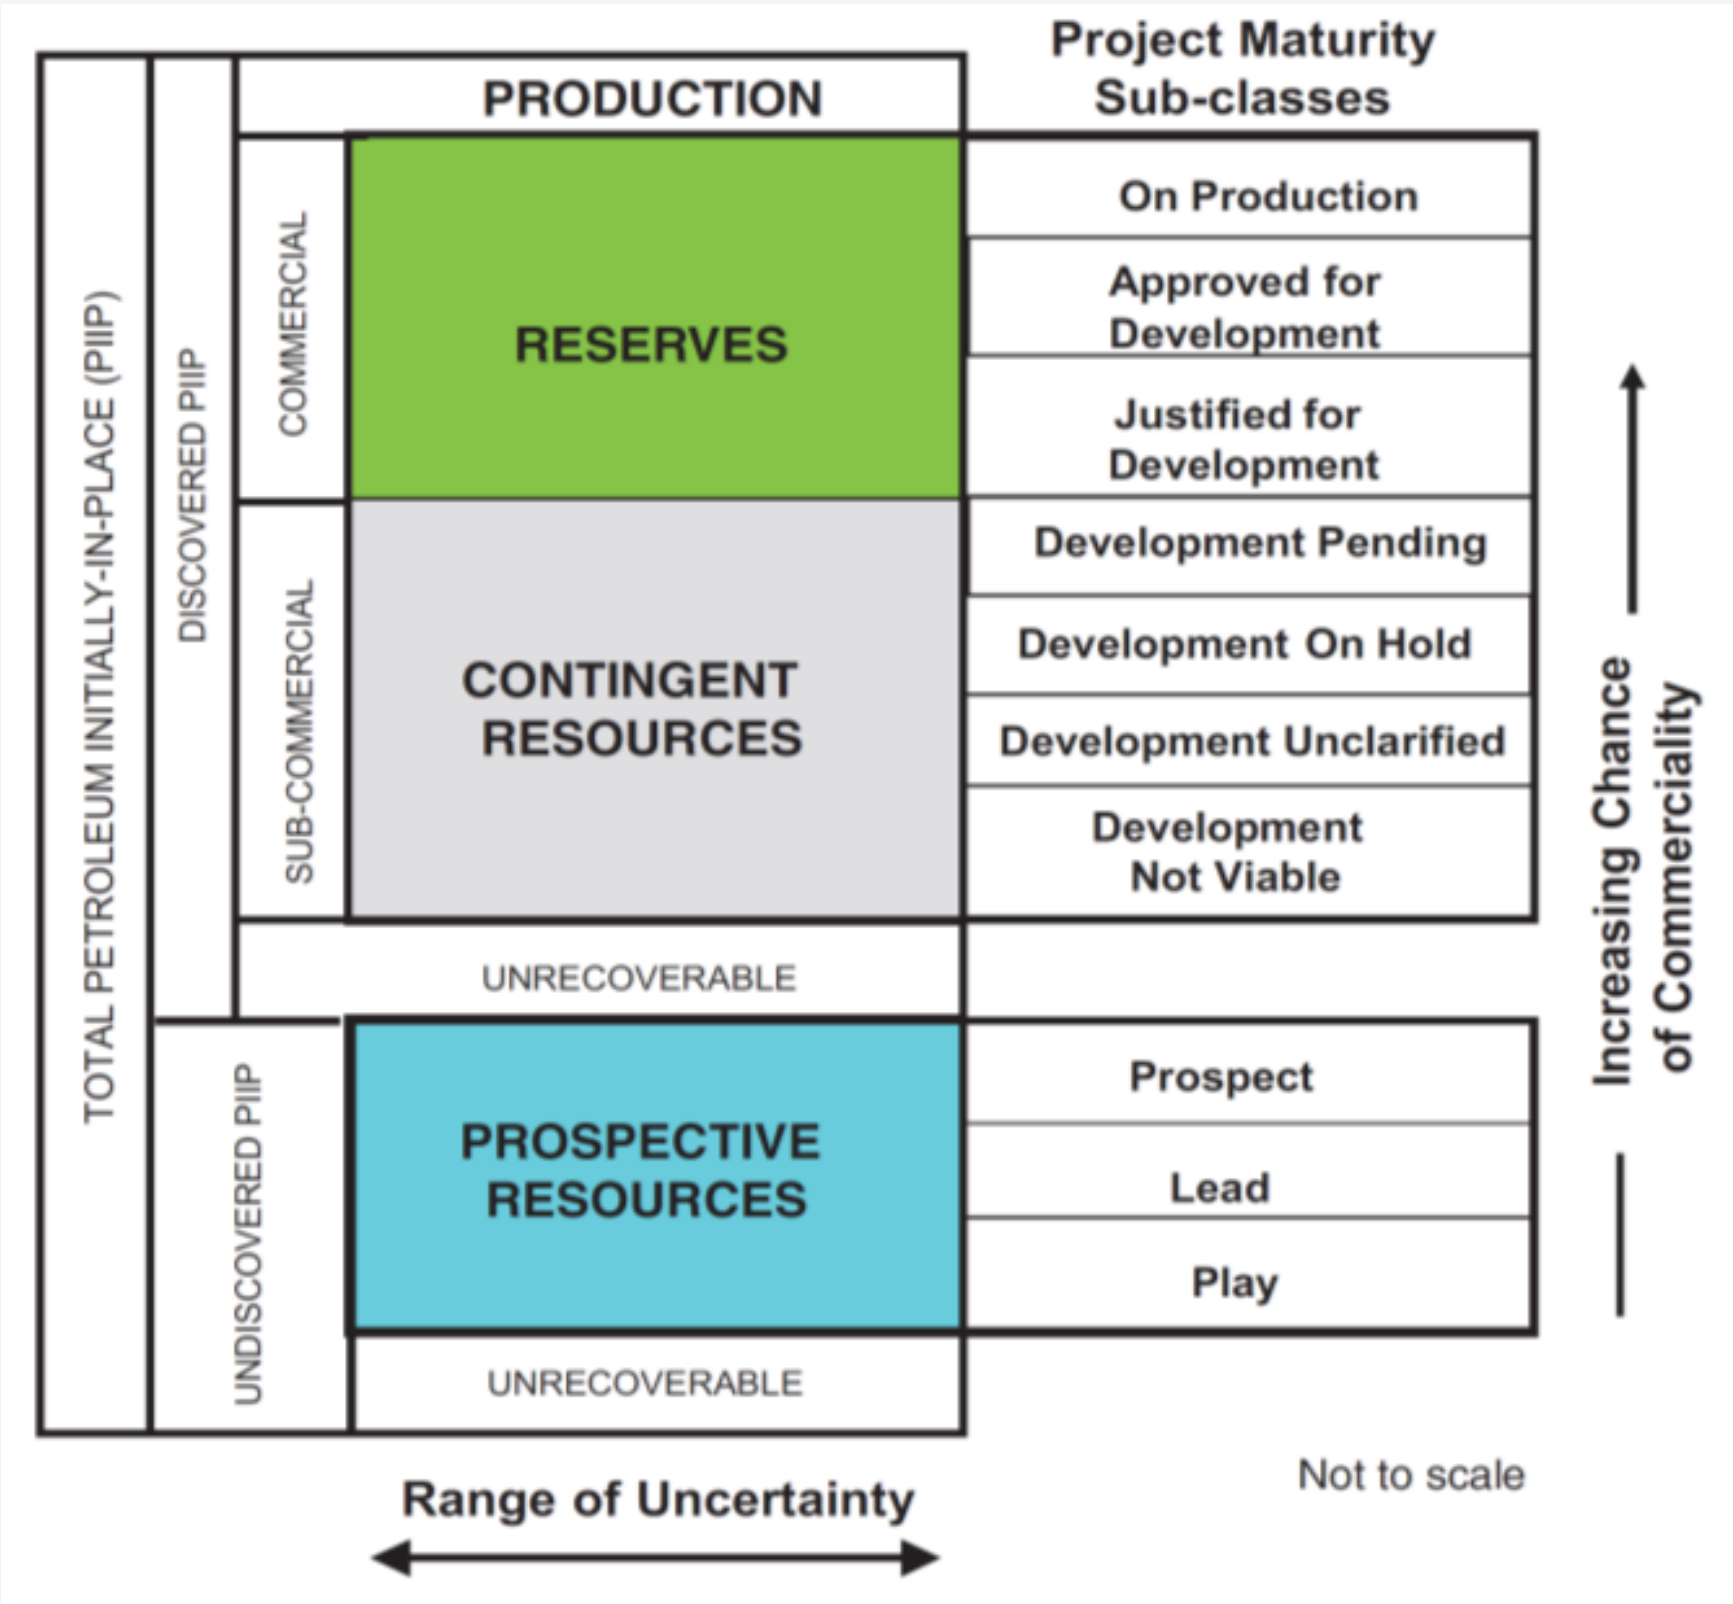 Project Maturity
Sub-classes
PRODUCTION
TOTAL PETROLEUM INITIALLY-IN-PLACE (PIIP)
DISCOVERED PIIP
COMMERCIAL
RESERVES
On Production
Approved for
Development
Justified for
Development
SUB-COMMERCIAL
CONTINGENT
RESOURCES
Development Pending
Development On Hold
Development Unclarified
Development
Not Viable
UNRECOVERABLE
UNDISCOVERED PIIP
PROSPECTIVE
RESOURCES
Prospect
Lead
Play
UNRECOVERABLE
Increasing Chance
of Commerciality
Range of Uncertainty
Not to scale